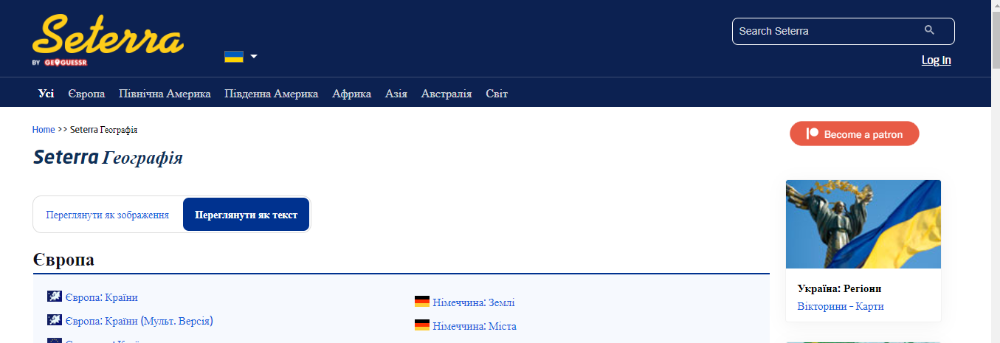 Seterra
BY GEOGUESSR
Search Seterra
Log In
Усі Європа Північна Америка Південна Америка Африка Азія Австралія Світ
Home >> Seterra Географія
Become a patron
Seterra Географія
Переглянути як зображення Переглянути як текст
Європа
Європа: Країни
Європа: Країни (Мульт. Версія)
Німеччина: Землі
Німеччина: Міста
Україна: Регіони
Вікторини - Карти